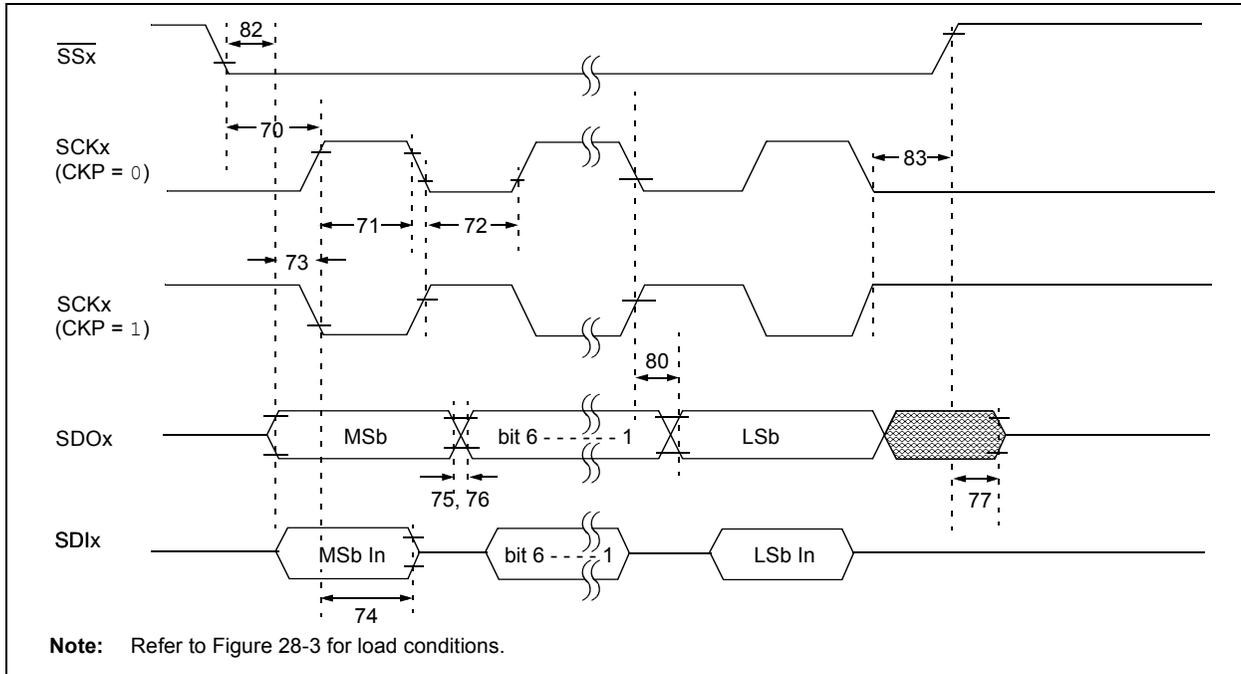 82
SSx
70
SCKx
(CKP = 0)
83
71
72
73
SCKx
(CKP = 1)
80
SDOx
MSb
bit 6 - - - - - - 1
LSb
75, 76
77
SDIx
MSb In
bit 6 - - - - 1
LSb In
74
Note: Refer to Figure 28-3 for load conditions.